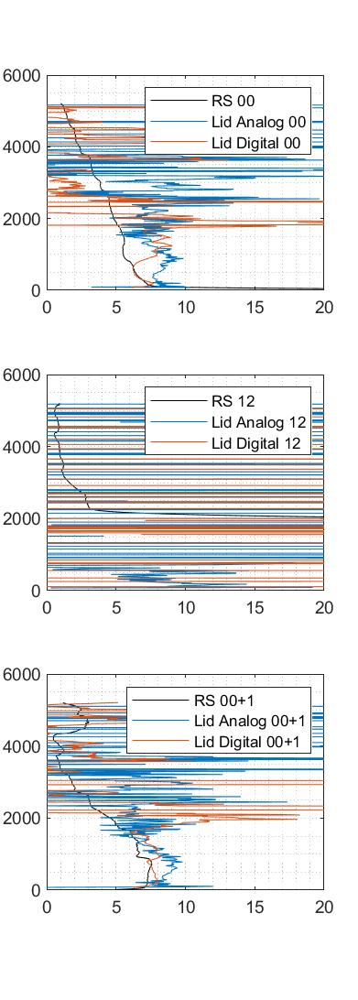 6000
RS 00
Lid Analog 00
Lid Digital 00
4000
2000
0
0 5 10 15 20
6000
RS 12
Lid Analog 12
Lid Digital 12
4000
2000
0
0 5 10 15 20
6000
RS 00+1
Lid Analog 00+1
Lid Digital 00+1
4000
2000
0
0 5 10 15 20